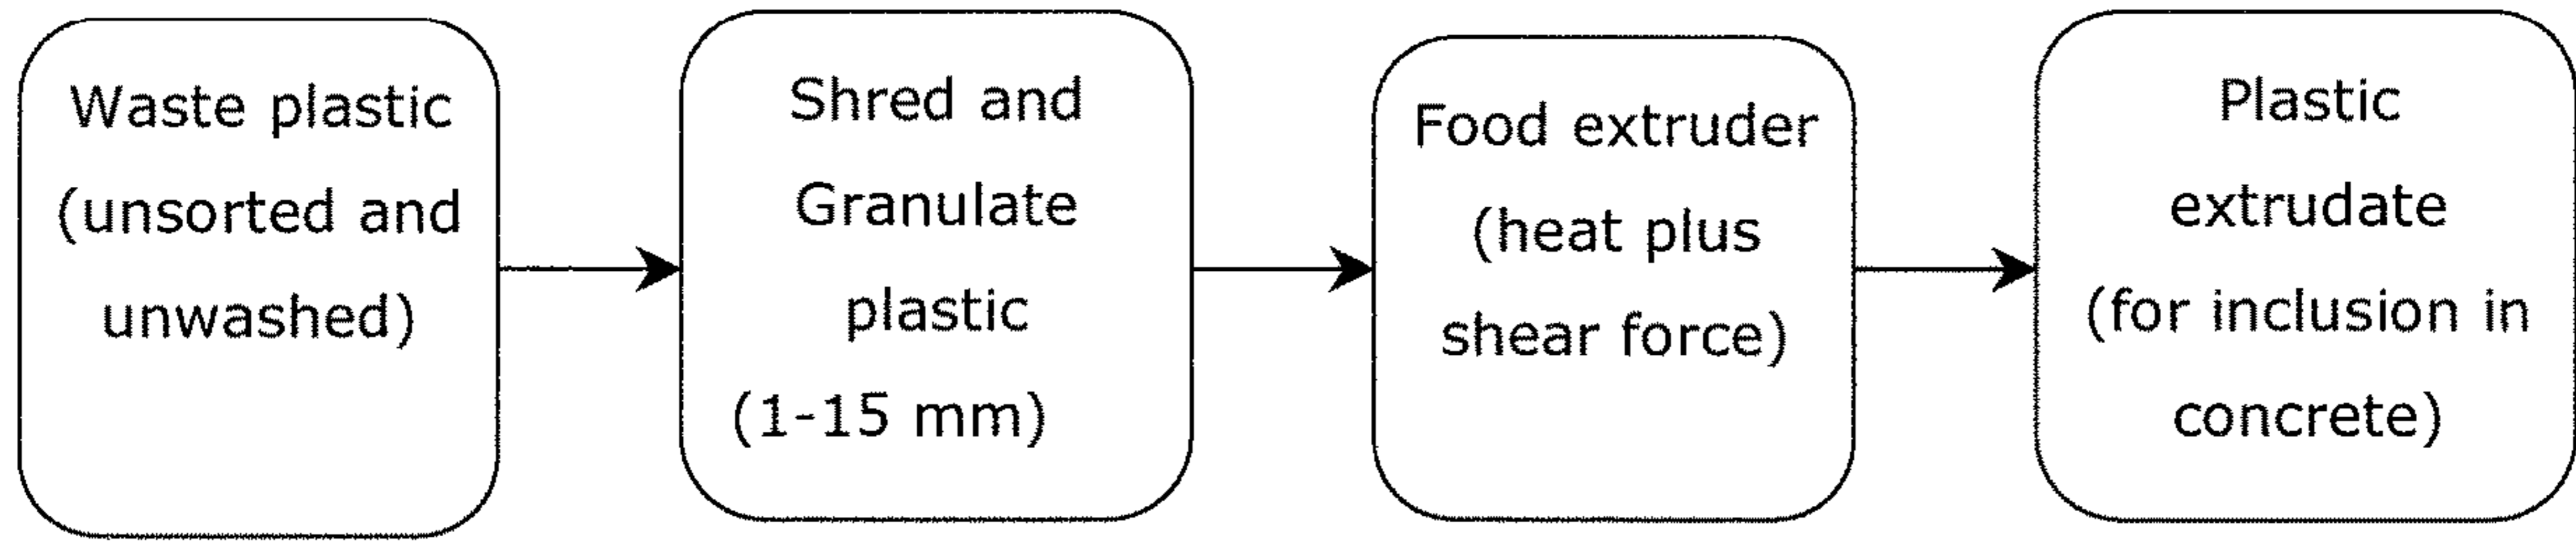 Waste plastic
(unsorted and
unwashed)
Shred and
Granulate
plastic
(1-15 mm)
Food extruder
(heat plus
shear force)
Plastic
extrudate
(for inclusion in
concrete)